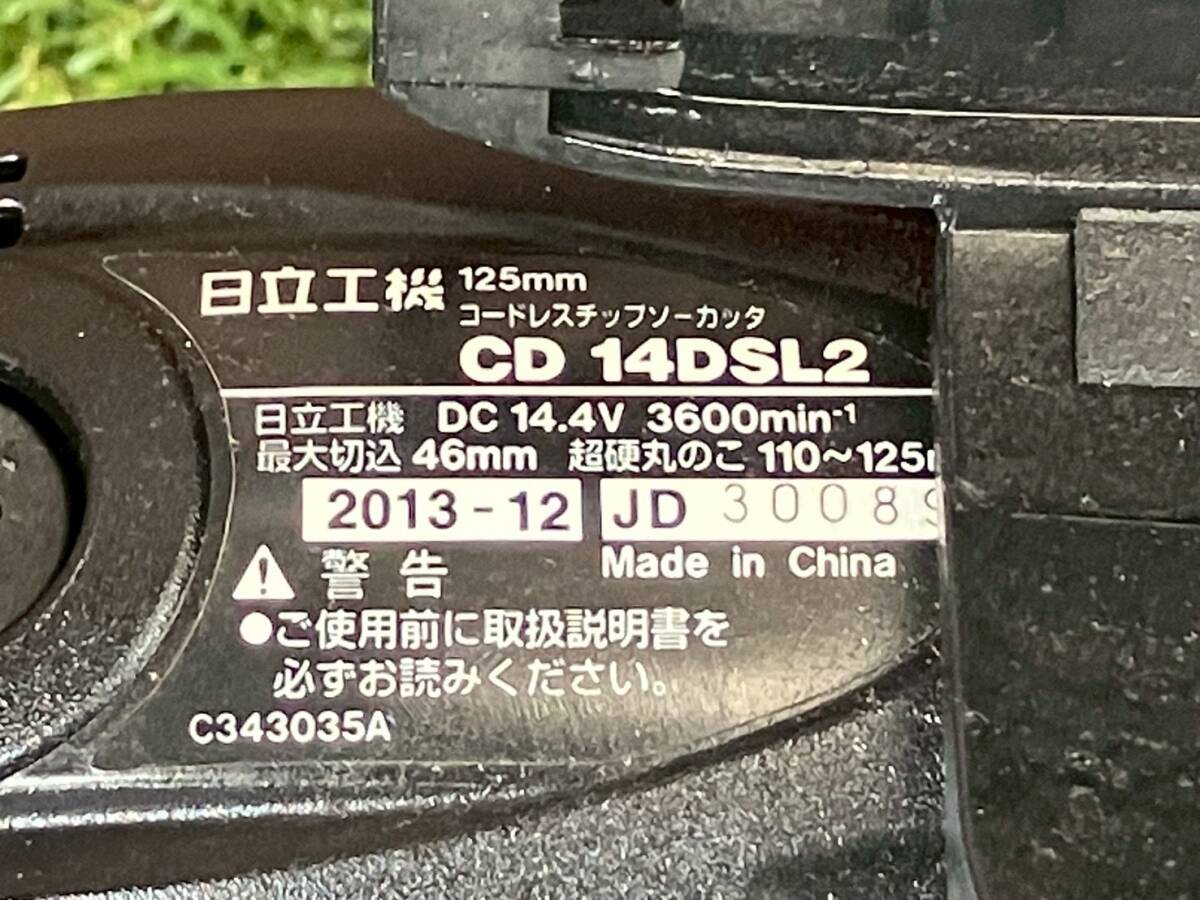 日立工機 125mm
コードレスチップソーカッタ
CD 14DSL2
日立工機 DC 14.4V 3600min⁻¹
最大切込 46mm 超硬丸のこ 110〜125
2013-12 JD 30089
Made in China
警告
●ご使用前に取扱説明書を
必ずお読みください。
C343035A